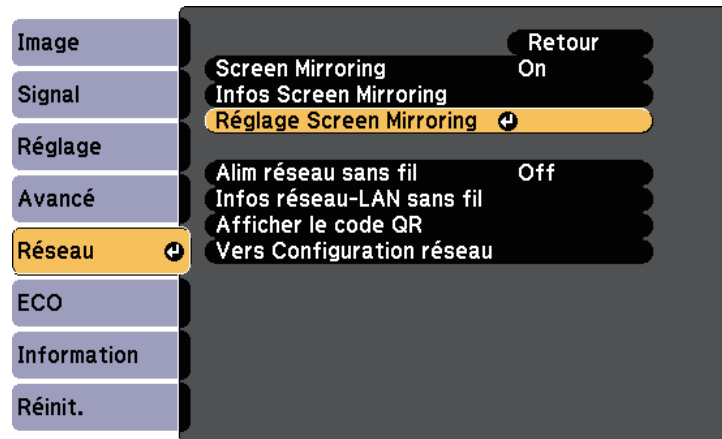 Image
Signal
Réglage
Avancé
Réseau
ECO
Information
Réinit.
Retour
Screen Mirroring On
Infos Screen Mirroring
Réglage Screen Mirroring
Alim réseau sans fil Off
Infos réseau-LAN sans fil
Afficher le code QR
Vers Configuration réseau